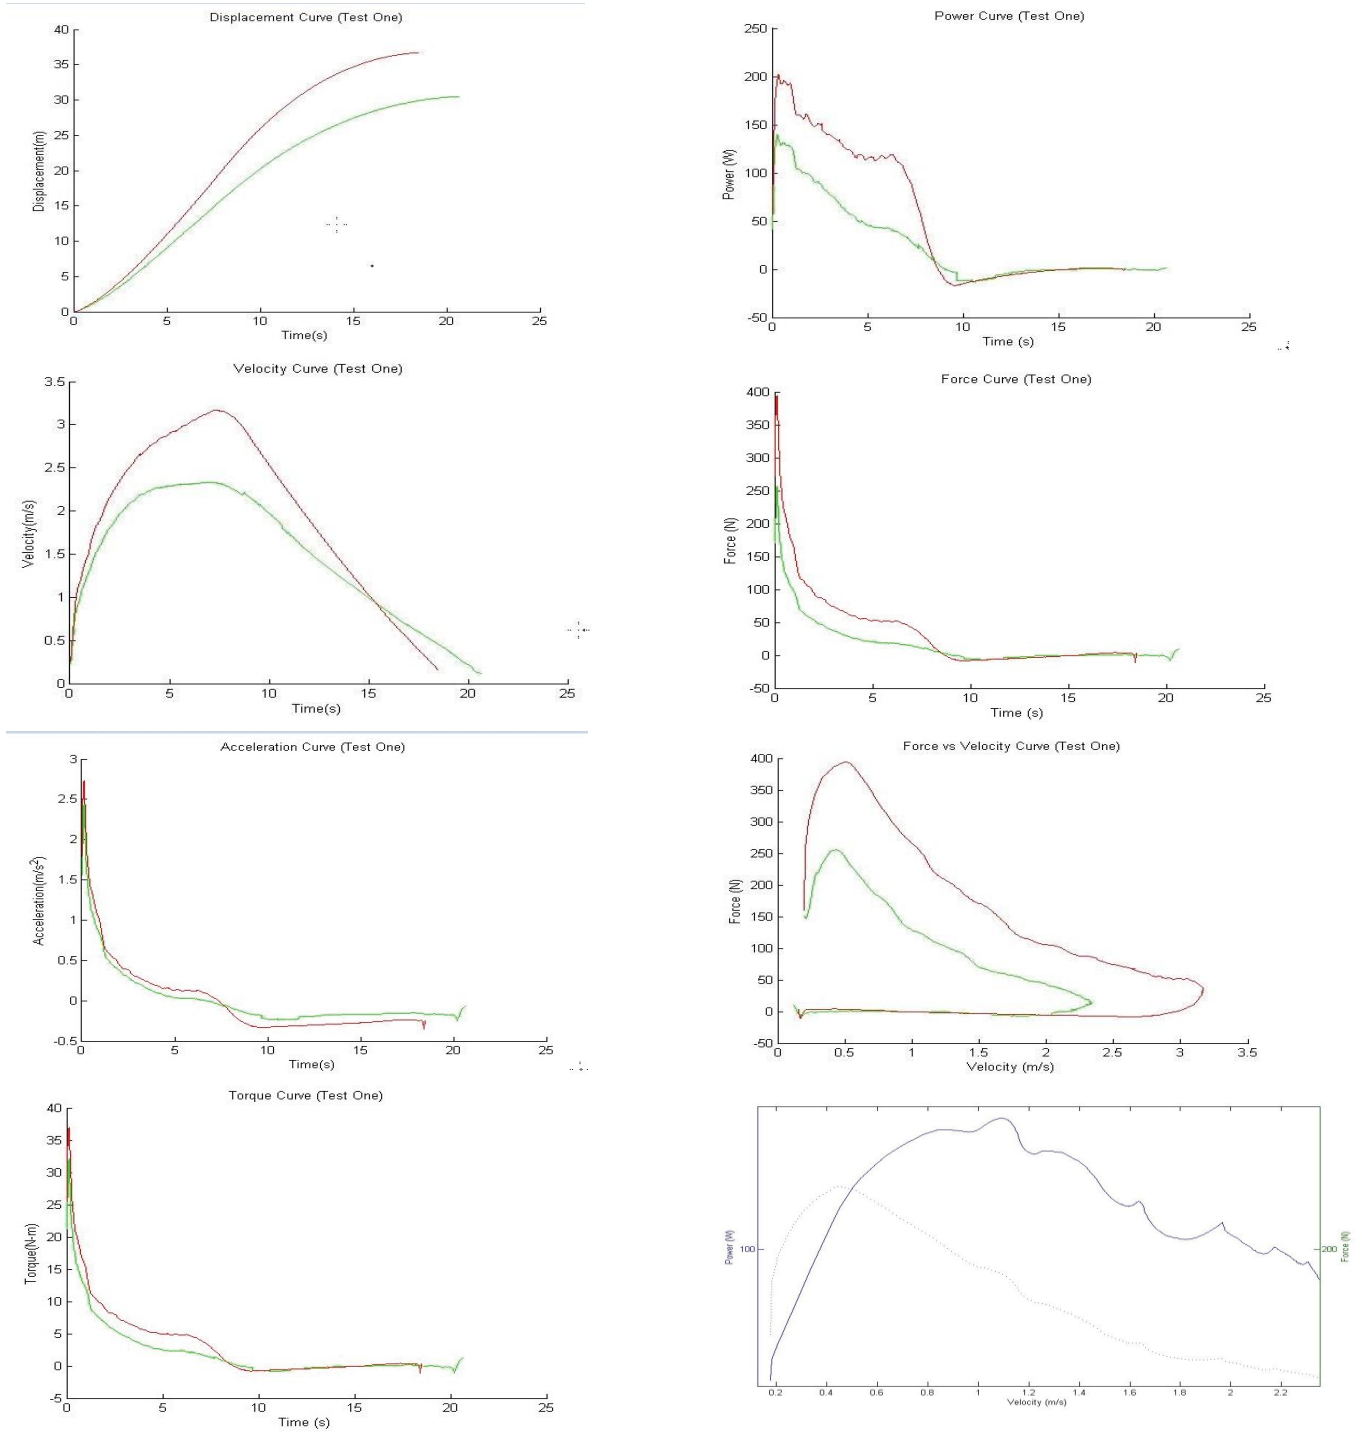 Displacement Curve (Test One)
40
35
30
25
20
15
10
5
0
Displacement(m)
0 5 10 15 20 25
Time(s)
Power Curve (Test One)
250
200
150
100
50
0
-50
Power (W)
0 5 10 15 20 25
Time (s)
Velocity Curve (Test One)
3.5
3
2.5
2
1.5
1
0.5
0
Velocity(m/s)
0 5 10 15 20 25
Time(s)
Force Curve (Test One)
400
350
300
250
200
150
100
50
0
-50
Force (N)
0 5 10 15 20 25
Time (s)
Acceleration Curve (Test One)
3
2.5
2
1.5
1
0.5
0
-0.5
Acceleration(m/s²)
0 5 10 15 20 25
Time(s)
Force vs Velocity Curve (Test One)
400
350
300
250
200
150
100
50
0
-50
Force (N)
0 0.5 1 1.5 2 2.5 3 3.5
Velocity (m/s)
Torque Curve (Test One)
40
35
30
25
20
15
10
5
0
-5
Torque(N-m)
0 5 10 15 20 25
Time (s)
Power (W)
100
200
Force (N)
0.2 0.4 0.6 0.8 1 1.2 1.4 1.6 1.8 2 2.2
Velocity (m/s)